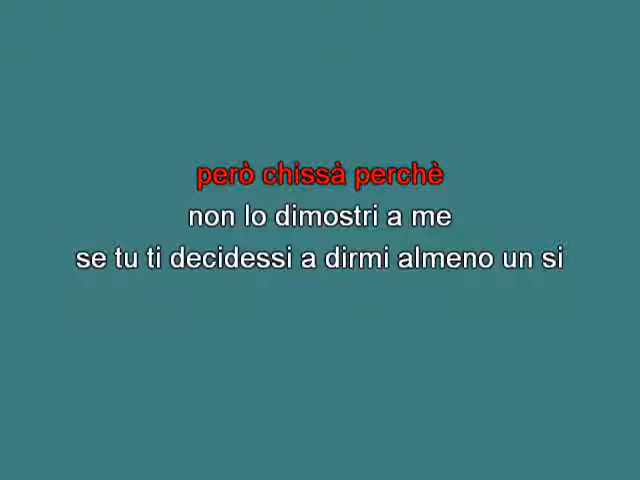 però chissà perchè
non lo dimostri a me
se tu ti decidessi a dirmi almeno un si